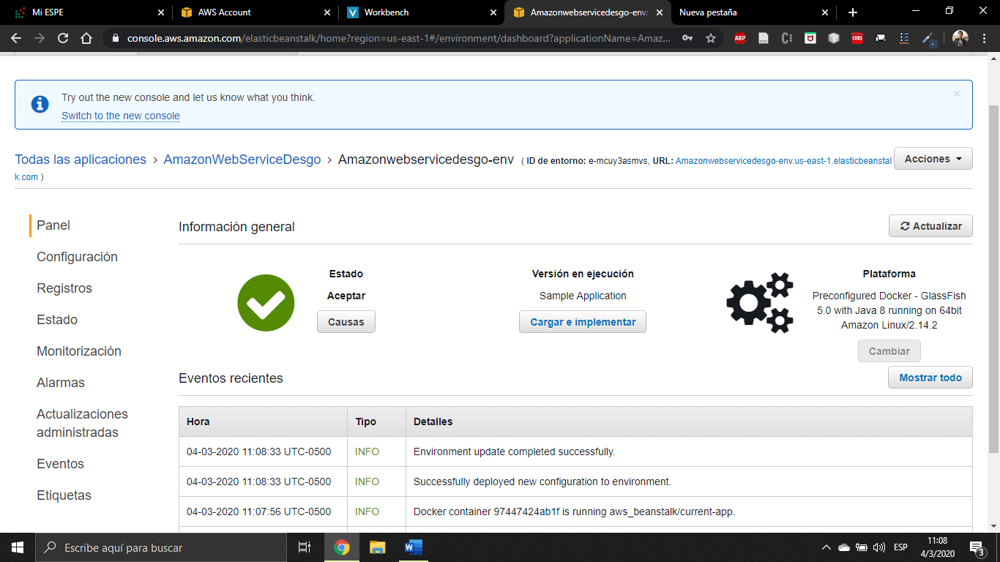 Mi ESPE
AWS Account
Workbench
Amazonwebservicedesgo-env:
Nueva pestaña
console.aws.amazon.com/elasticbeanstalk/home?region=us-east-1#/environment/dashboard?applicationName=Amaz...
ABP
CORS
Try out the new console and let us know what you think.
Switch to the new console
Todas las aplicaciones › AmazonWebServiceDesgo › Amazonwebservicedesgo-env ( ID de entorno: e-mcuy3asmvs, URL: Amazonwebservicedesgo-env.us-east-1.elasticbeanstal
k.com )
Acciones
Panel
Configuración
Registros
Estado
Monitorización
Alarmas
Actualizaciones
administradas
Eventos
Etiquetas
Información general
Actualizar
Estado
Aceptar
Causas
Versión en ejecución
Sample Application
Cargar e implementar
Plataforma
Preconfigured Docker - GlassFish
5.0 with Java 8 running on 64bit
Amazon Linux/2.14.2
Cambiar
Eventos recientes
Mostrar todo
Hora Tipo Detalles
04-03-2020 11:08:33 UTC-0500 INFO Environment update completed successfully.
04-03-2020 11:08:33 UTC-0500 INFO Successfully deployed new configuration to environment.
04-03-2020 11:07:56 UTC-0500 INFO Docker container 97447424ab1f is running aws_beanstalk/current-app.
Escribe aquí para buscar
ESP
11:08
4/3/2020
3